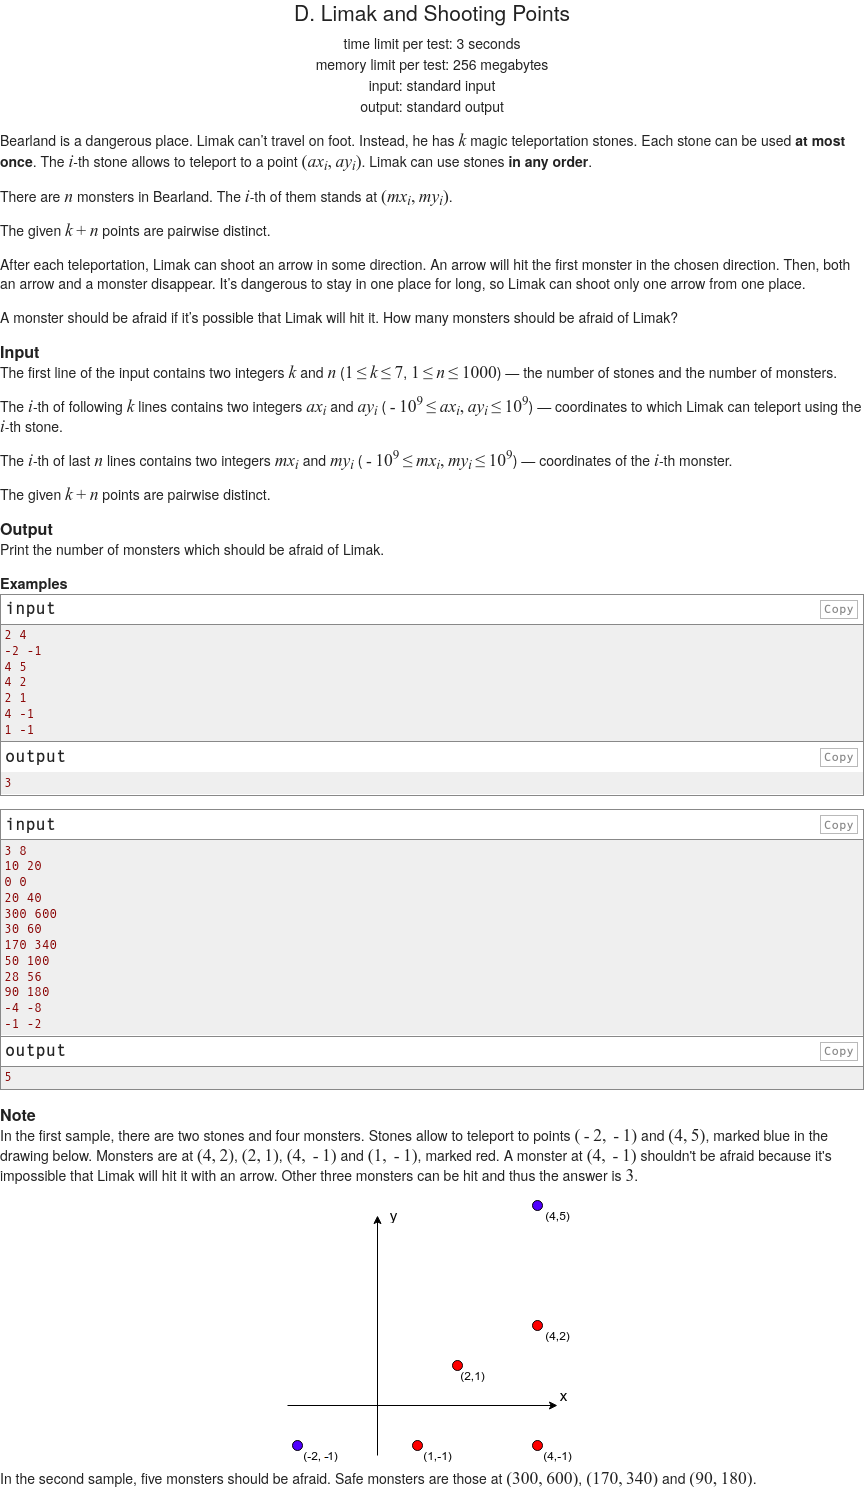 D. Limak and Shooting Points
time limit per test: 3 seconds
memory limit per test: 256 megabytes
input: standard input
output: standard output
Bearland is a dangerous place. Limak can't travel on foot. Instead, he has k magic teleportation stones. Each stone can be used at most
once. The i-th stone allows to teleport to a point (ax_i, ay_i). Limak can use stones in any order.
There are n monsters in Bearland. The i-th of them stands at (mx_i, my_i).
The given k + n points are pairwise distinct.
After each teleportation, Limak can shoot an arrow in some direction. An arrow will hit the first monster in the chosen direction. Then, both
an arrow and a monster disappear. It's dangerous to stay in one place for long, so Limak can shoot only one arrow from one place.
A monster should be afraid if it's possible that Limak will hit it. How many monsters should be afraid of Limak?
Input
The first line of the input contains two integers k and n (1 ≤ k ≤ 7, 1 ≤ n ≤ 1000) — the number of stones and the number of monsters.
The i-th of following k lines contains two integers ax_i and ay_i ( - 10^9 ≤ ax_i, ay_i ≤ 10^9) — coordinates to which Limak can teleport using the
i-th stone.
The i-th of last n lines contains two integers mx_i and my_i ( - 10^9 ≤ mx_i, my_i ≤ 10^9) — coordinates of the i-th monster.
The given k + n points are pairwise distinct.
Output
Print the number of monsters which should be afraid of Limak.
Examples
input Copy
2 4
-2 -1
4 5
4 2
2 1
4 -1
1 -1
output Copy
3
input Copy
3 8
10 20
0 0
20 40
300 600
30 60
170 340
50 100
28 56
90 180
-4 -8
-1 -2
output Copy
5
Note
In the first sample, there are two stones and four monsters. Stones allow to teleport to points ( - 2, - 1) and (4, 5), marked blue in the
drawing below. Monsters are at (4, 2), (2, 1), (4, - 1) and (1, - 1), marked red. A monster at (4, - 1) shouldn't be afraid because it's
impossible that Limak will hit it with an arrow. Other three monsters can be hit and thus the answer is 3.
y
(4,5)
(4,2)
(2,1)
x
(-2, -1)
(1,-1)
(4,-1)
In the second sample, five monsters should be afraid. Safe monsters are those at (300, 600), (170, 340) and (90, 180).